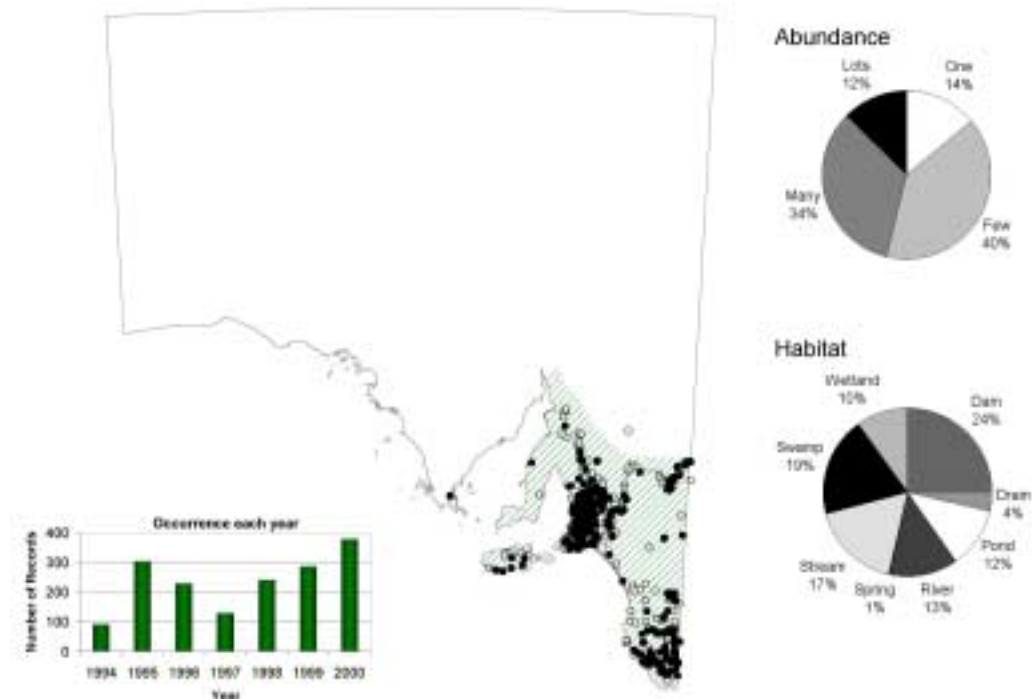 Abundance
Lots
12%
One
14%
Many
34%
Few
40%
Habitat
Wetland
10%
Dam
24%
Swamp
19%
Drain
4%
Pond
12%
Stream
17%
Spring
1%
River
13%
Occurrence each year
Number of Records
400
300
200
100
0
1994 1995 1996 1997 1998 1999 2000
Year